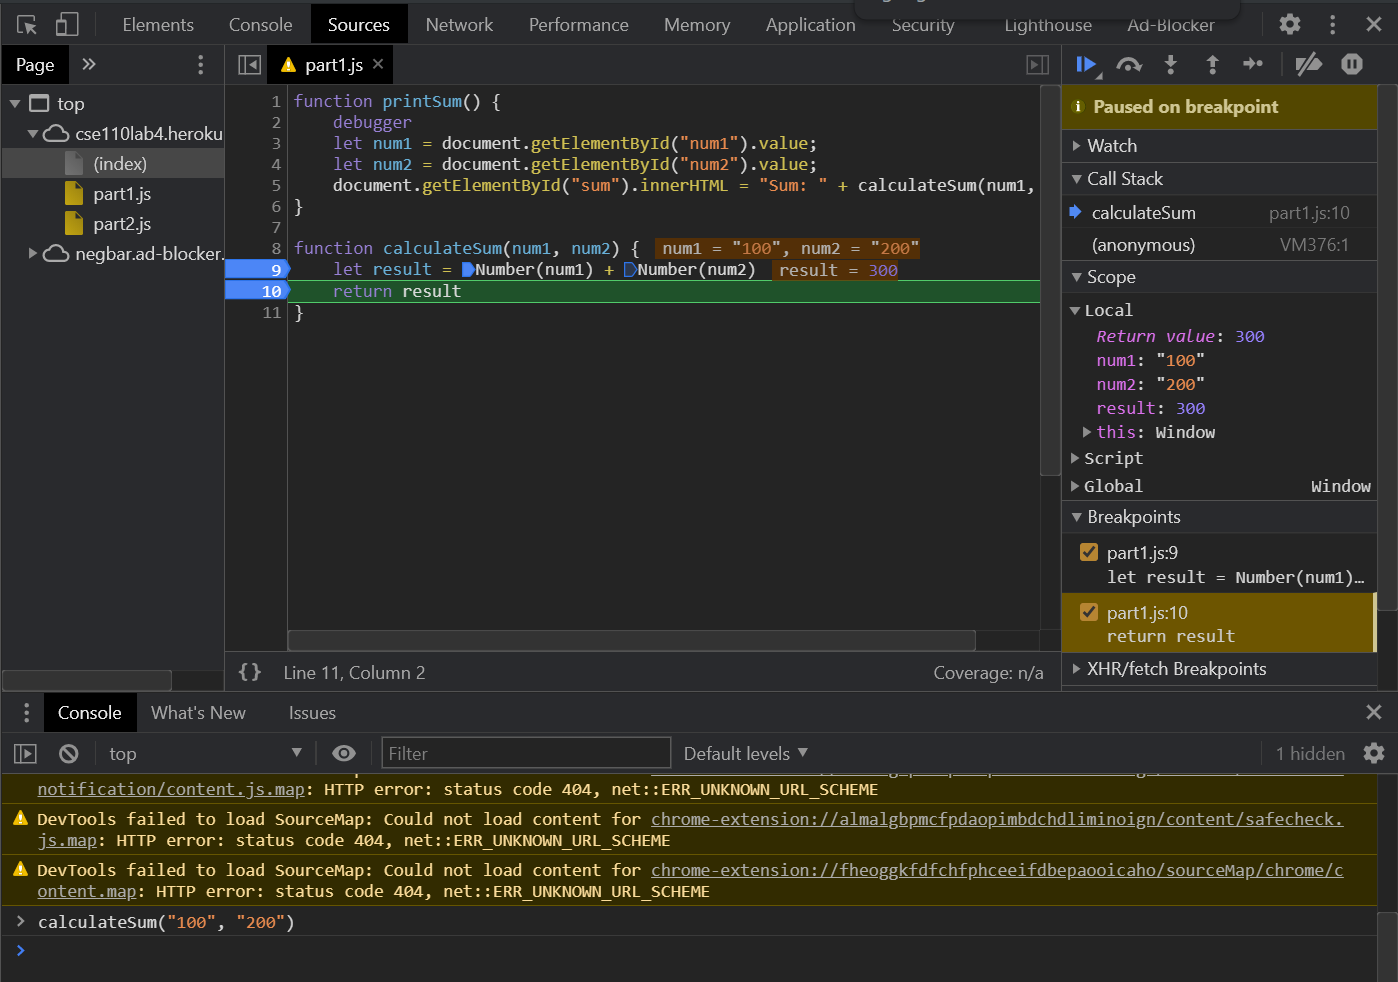 Elements Console Sources Network Performance Memory Application Security Lighthouse Ad-Blocker
Page
part1.js
top
cse110lab4.heroku
(index)
part1.js
part2.js
negbar.ad-blocker.
1 function printSum() {
2 debugger
3 let num1 = document.getElementById("num1").value;
4 let num2 = document.getElementById("num2").value;
5 document.getElementById("sum").innerHTML = "Sum: " + calculateSum(num1,
6 }
7
8 function calculateSum(num1, num2) { num1 = "100", num2 = "200"
9 let result = Number(num1) + Number(num2) result = 300
10 return result
11 }
{} Line 11, Column 2 Coverage: n/a
Paused on breakpoint
Watch
Call Stack
calculateSum part1.js:10
(anonymous) VM376:1
Scope
Local
Return value: 300
num1: "100"
num2: "200"
result: 300
this: Window
Script
Global Window
Breakpoints
part1.js:9
let result = Number(num1)…
part1.js:10
return result
XHR/fetch Breakpoints
Console What's New Issues
top Filter Default levels 1 hidden
notification/content.js.map: HTTP error: status code 404, net::ERR_UNKNOWN_URL_SCHEME
DevTools failed to load SourceMap: Could not load content for chrome-extension://almalgbpmcfpdaopimbdchdliminoign/content/safecheck.
js.map: HTTP error: status code 404, net::ERR_UNKNOWN_URL_SCHEME
DevTools failed to load SourceMap: Could not load content for chrome-extension://fheoggkfdfchfphceeifdbepaooicaho/sourceMap/chrome/c
ontent.map: HTTP error: status code 404, net::ERR_UNKNOWN_URL_SCHEME
> calculateSum("100", "200")
>